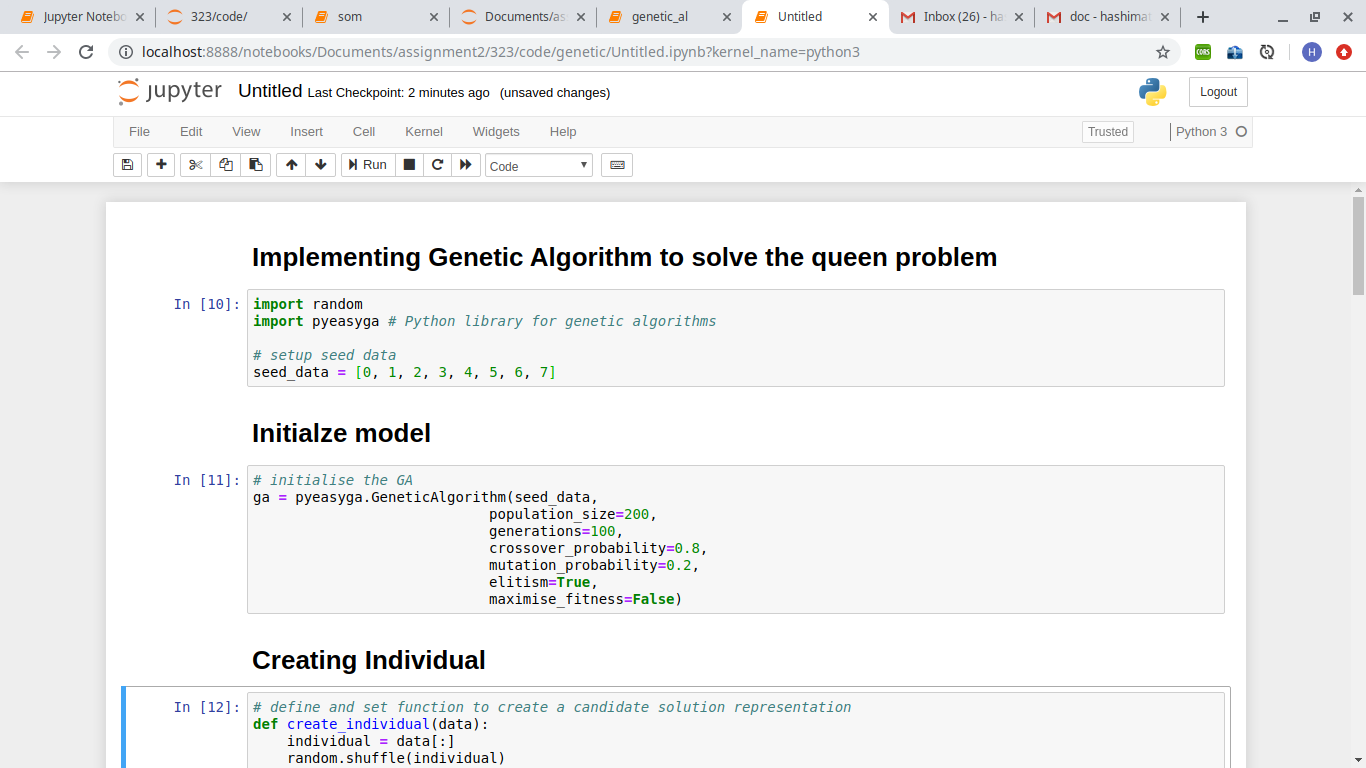 Jupyter Notebo
323/code/
som
Documents/as
genetic_al
Untitled
Inbox (26) - ha
doc - hashimat
localhost:8888/notebooks/Documents/assignment2/323/code/genetic/Untitled.ipynb?kernel_name=python3
CORS
H
jupyter Untitled Last Checkpoint: 2 minutes ago (unsaved changes)
Logout
File Edit View Insert Cell Kernel Widgets Help
Trusted
Python 3
Run
Code
Implementing Genetic Algorithm to solve the queen problem
In [10]:
import random
import pyeasyga # Python library for genetic algorithms
# setup seed data
seed_data = [0, 1, 2, 3, 4, 5, 6, 7]
Initialze model
In [11]:
# initialise the GA
ga = pyeasyga.GeneticAlgorithm(seed_data,
population_size=200,
generations=100,
crossover_probability=0.8,
mutation_probability=0.2,
elitism=True,
maximise_fitness=False)
Creating Individual
In [12]:
# define and set function to create a candidate solution representation
def create_individual(data):
individual = data[:]
random.shuffle(individual)